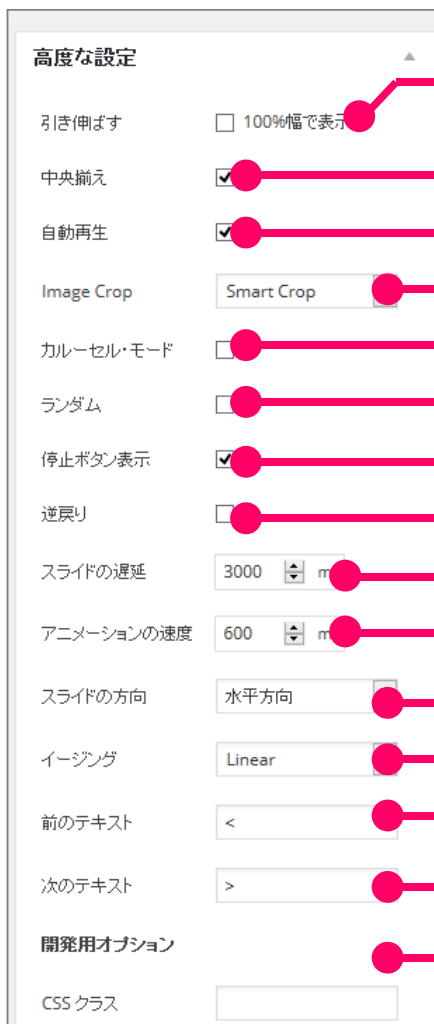 高度な設定
引き伸ばす 100%幅で表示
中央揃え
自動再生
Image Crop Smart Crop
カルーセル・モード
ランダム
停止ボタン表示
逆戻り
スライドの遅延 3000
アニメーションの速度 600
スライドの方向 水平方向
イージング Linear
前のテキスト <
次のテキスト >
開発用オプション
CSS クラス